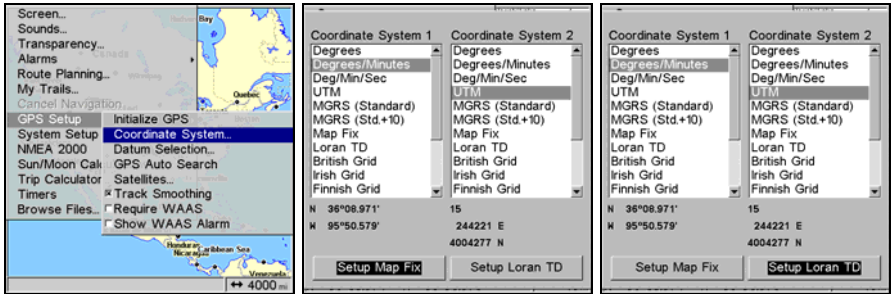 Screen...
Sounds...
Transparency...
Alarms
Route Planning...
My Trails...
Cancel Navigation
GPS Setup
System Setup
NMEA 2000
Sun/Moon Calc
Trip Calculator
Timers
Browse Files...
Initialize GPS
Coordinate System...
Datum Selection...
GPS Auto Search
Satellites...
Track Smoothing
Require WAAS
Show WAAS Alarm
Bay
Canada
Winnipeg
Quebec
Honduras
Caribbean Sea
Nicaragua
Venezuela
4000 mi
Coordinate System 1
Degrees
Degrees/Minutes
Deg/Min/Sec
UTM
MGRS (Standard)
MGRS (Std.+10)
Map Fix
Loran TD
British Grid
Irish Grid
Finnish Grid
N 36°08.971'
W 95°50.579'
Setup Map Fix
Coordinate System 2
Degrees
Degrees/Minutes
Deg/Min/Sec
UTM
MGRS (Standard)
MGRS (Std.+10)
Map Fix
Loran TD
British Grid
Irish Grid
Finnish Grid
15
244221 E
4004277 N
Setup Loran TD
Coordinate System 1
Degrees
Degrees/Minutes
Deg/Min/Sec
UTM
MGRS (Standard)
MGRS (Std.+10)
Map Fix
Loran TD
British Grid
Irish Grid
Finnish Grid
N 36°08.971'
W 95°50.579'
Setup Map Fix
Coordinate System 2
Degrees
Degrees/Minutes
Deg/Min/Sec
UTM
MGRS (Standard)
MGRS (Std.+10)
Map Fix
Loran TD
British Grid
Irish Grid
Finnish Grid
15
244221 E
4004277 N
Setup Loran TD